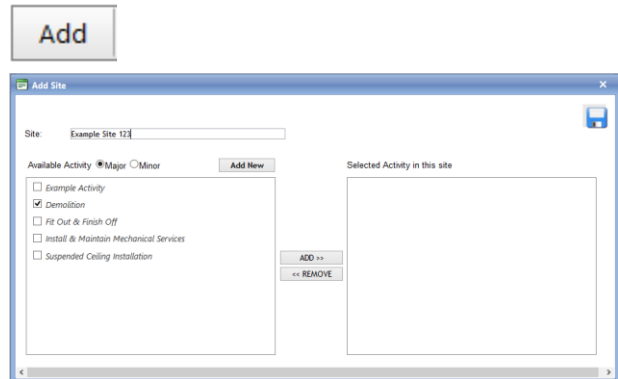 Add
Add Site
Site: Example Site 123
Available Activity Major Minor Add New Selected Activity in this site
Example Activity
Demolition
Fit Out & Finish Off
Install & Maintain Mechanical Services
Suspended Ceiling Installation
ADD >>
<< REMOVE